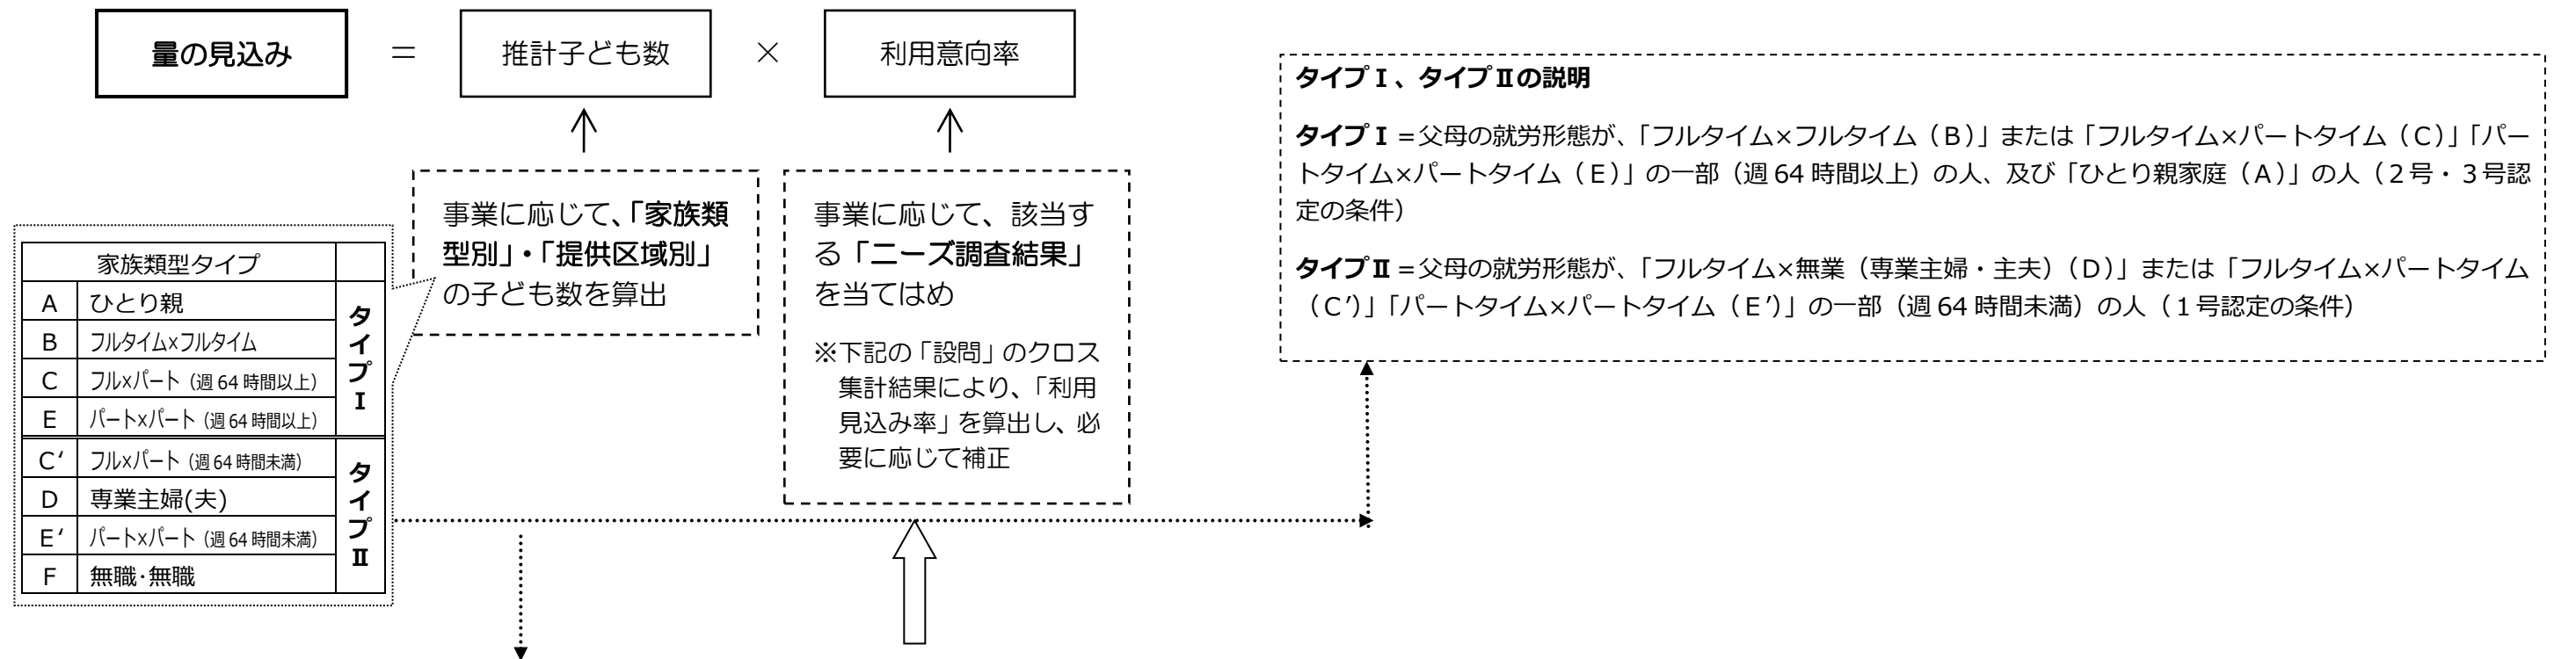 量の見込み ＝ 推計子ども数 × 利用意向率
事業に応じて、「家族類
型別」・「提供区域別」
の子ども数を算出
事業に応じて、該当す
る「ニーズ調査結果」
を当てはめ
※下記の「設問」のクロス
集計結果により、「利用
見込み率」を算出し、必
要に応じて補正
家族類型タイプ
A ひとり親
B フルタイム×フルタイム
C フル×パート（週 64 時間以上）
E パート×パート（週 64 時間以上）
タイプⅠ
C‘ フル×パート（週 64 時間未満）
D 専業主婦(夫)
E‘ パート×パート（週 64 時間未満）
F 無職・無職
タイプⅡ
タイプⅠ、タイプⅡの説明
タイプⅠ＝父母の就労形態が、「フルタイム×フルタイム（Ｂ）」または「フルタイム×パートタイム（Ｃ）」「パー
トタイム×パートタイム（Ｅ）」の一部（週 64 時間以上）の人、及び「ひとり親家庭（Ａ）」の人（２号・３号認
定の条件）
タイプⅡ＝父母の就労形態が、「フルタイム×無業（専業主婦・主夫）（Ｄ）」または「フルタイム×パートタイム
（Ｃ’）」「パートタイム×パートタイム（Ｅ’）」の一部（週 64 時間未満）の人（１号認定の条件）